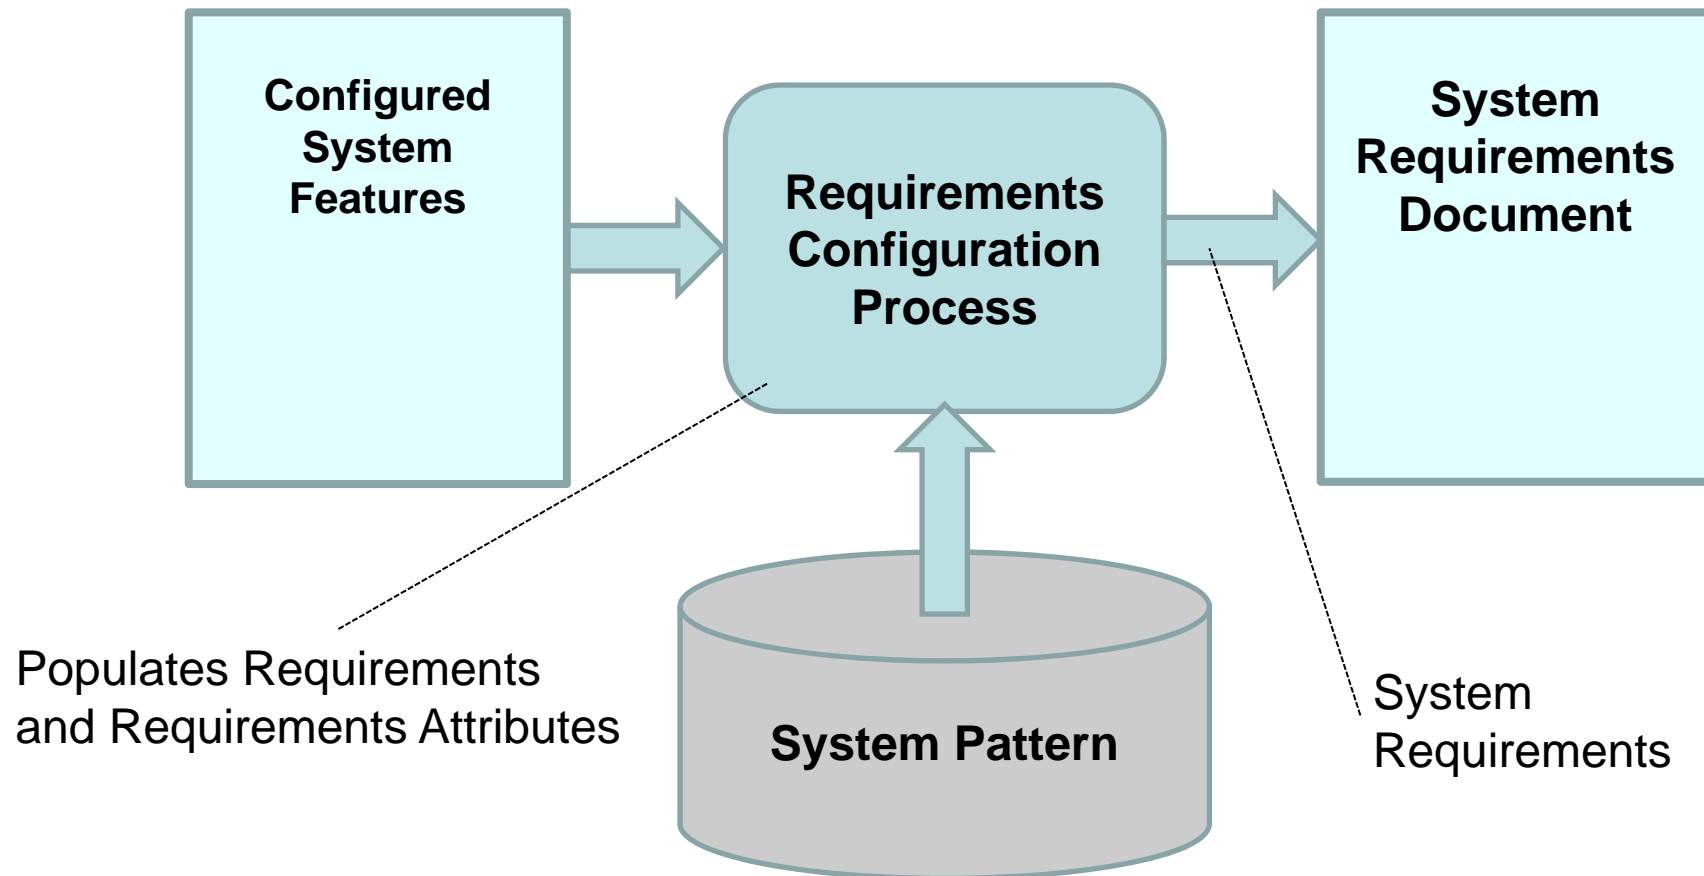 Configured
System
Features
Requirements
Configuration
Process
System
Requirements
Document
Populates Requirements
and Requirements Attributes
System Pattern
System
Requirements